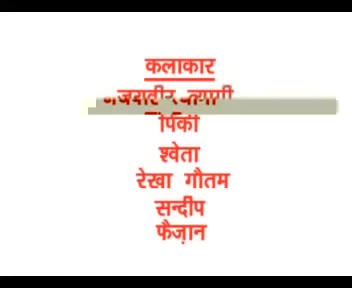 कलाकार
पिंकी
श्वेता
रेखा गौतम
सन्दीप
फैज़ान